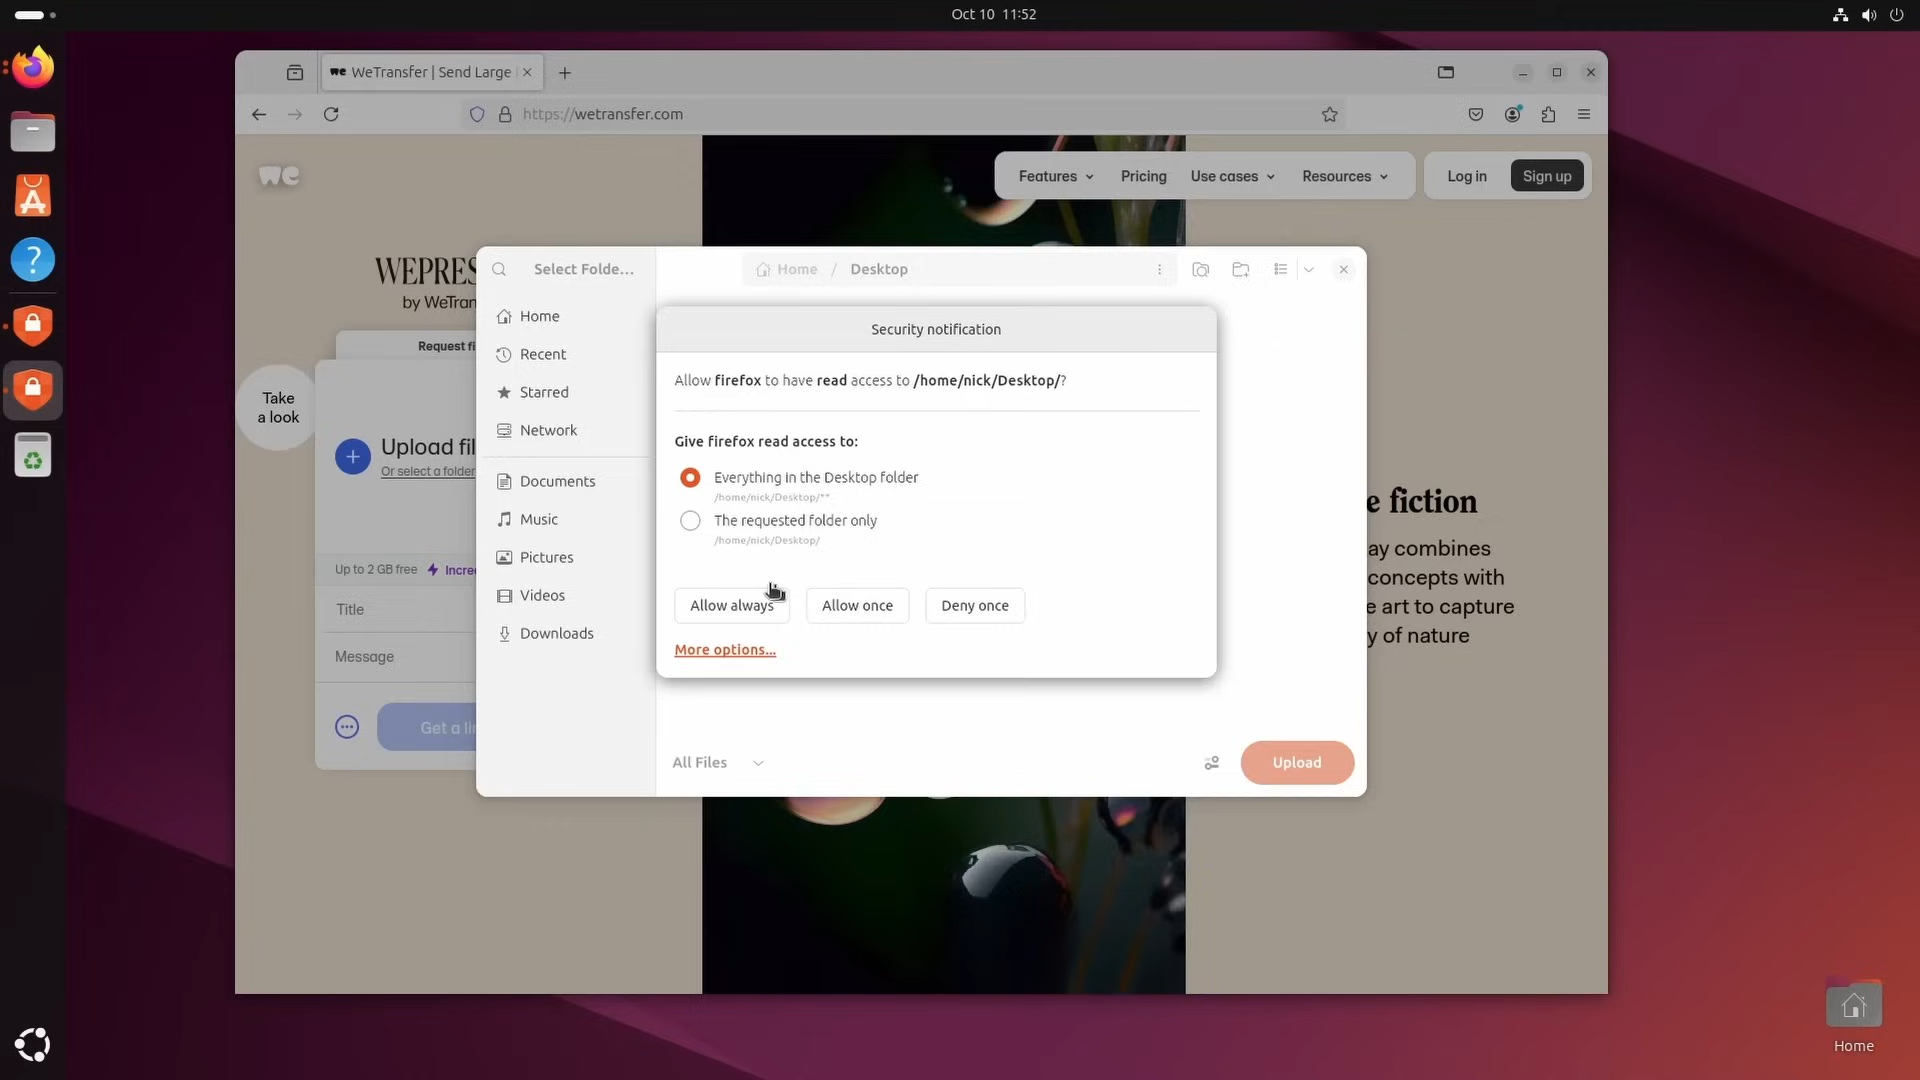 Oct 10 11:52
WeTransfer | Send Large
https://wetransfer.com
we
Features
Pricing
Use cases
Resources
Log in
Sign up
WEPRES
by WeTran
Request fi
Take
a look
Upload fil
Or select a folder
Up to 2 GB free
Incre
Title
Message
Get a lin
Select Folde...
Home / Desktop
Home
Recent
Starred
Network
Documents
Music
Pictures
Videos
Downloads
Security notification
Allow firefox to have read access to /home/nick/Desktop/?
Give firefox read access to:
Everything in the Desktop folder
/home/nick/Desktop/**
The requested folder only
/home/nick/Desktop/
Allow always
Allow once
Deny once
More options...
All Files
Upload
e fiction
ay combines
concepts with
e art to capture
y of nature
Home